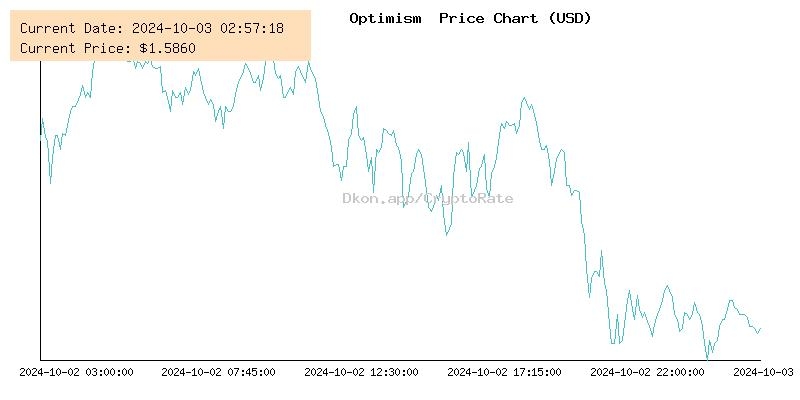 Optimism  Price Chart (USD)
Current Date: 2024-10-03 02:57:18
Current Price: $1.5860
Dkon.app/CryptoRate
2024-10-02 03:00:00 2024-10-02 07:45:00 2024-10-02 12:30:00 2024-10-02 17:15:00 2024-10-02 22:00:00 2024-10-03